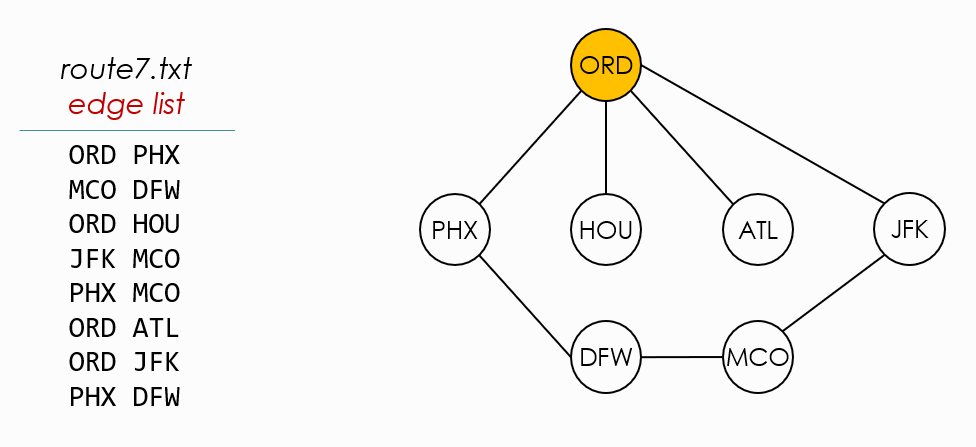 route7.txt
edge list
ORD PHX
MCO DFW
ORD HOU
JFK MCO
PHX MCO
ORD ATL
ORD JFK
PHX DFW
ORD
PHX
HOU
ATL
JFK
DFW
MCO